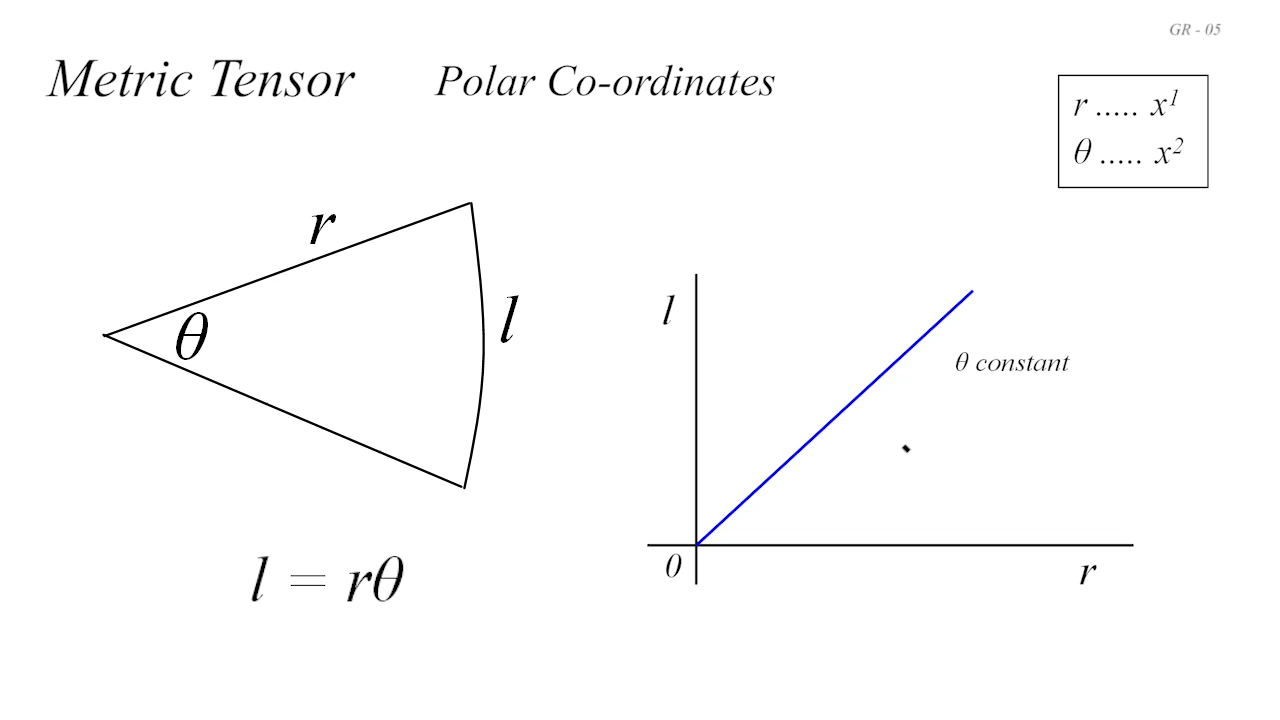 GR - 05
Metric Tensor Polar Co-ordinates
r ..... x¹
θ ..... x²
r
θ
l
l = rθ
l
θ constant
0
r